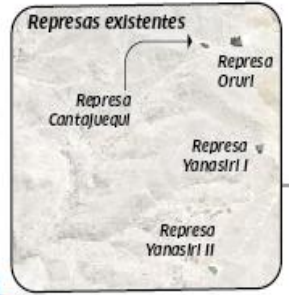 Represas existentes
Represa
Oruri
Represa
Cantajuequi
Represa
Yanasiri I
Represa
Yanasiri II